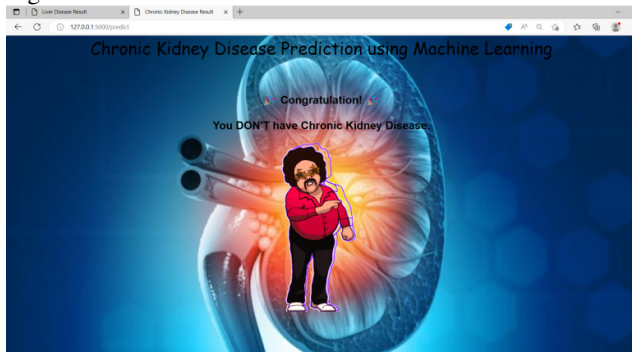 Liver Disease Result
Chronic Kidney Disease Result
127.0.0.1:5000/predict
Chronic Kidney Disease Prediction using Machine Learning
Congratulation!
You DON'T have Chronic Kidney Disease.